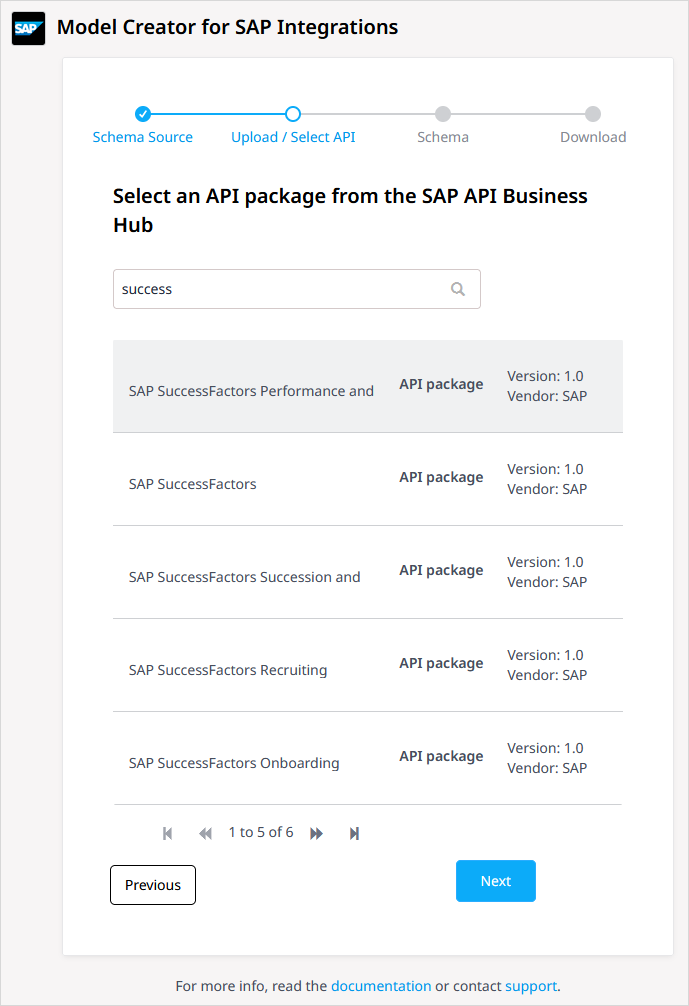 SAP
Model Creator for SAP Integrations
Schema Source
Upload / Select API
Schema
Download
Select an API package from the SAP API Business
Hub
success
SAP SuccessFactors Performance and
API package
Version: 1.0
Vendor: SAP
SAP SuccessFactors
API package
Version: 1.0
Vendor: SAP
SAP SuccessFactors Succession and
API package
Version: 1.0
Vendor: SAP
SAP SuccessFactors Recruiting
API package
Version: 1.0
Vendor: SAP
SAP SuccessFactors Onboarding
API package
Version: 1.0
Vendor: SAP
1 to 5 of 6
Previous
Next
For more info, read the documentation or contact support.